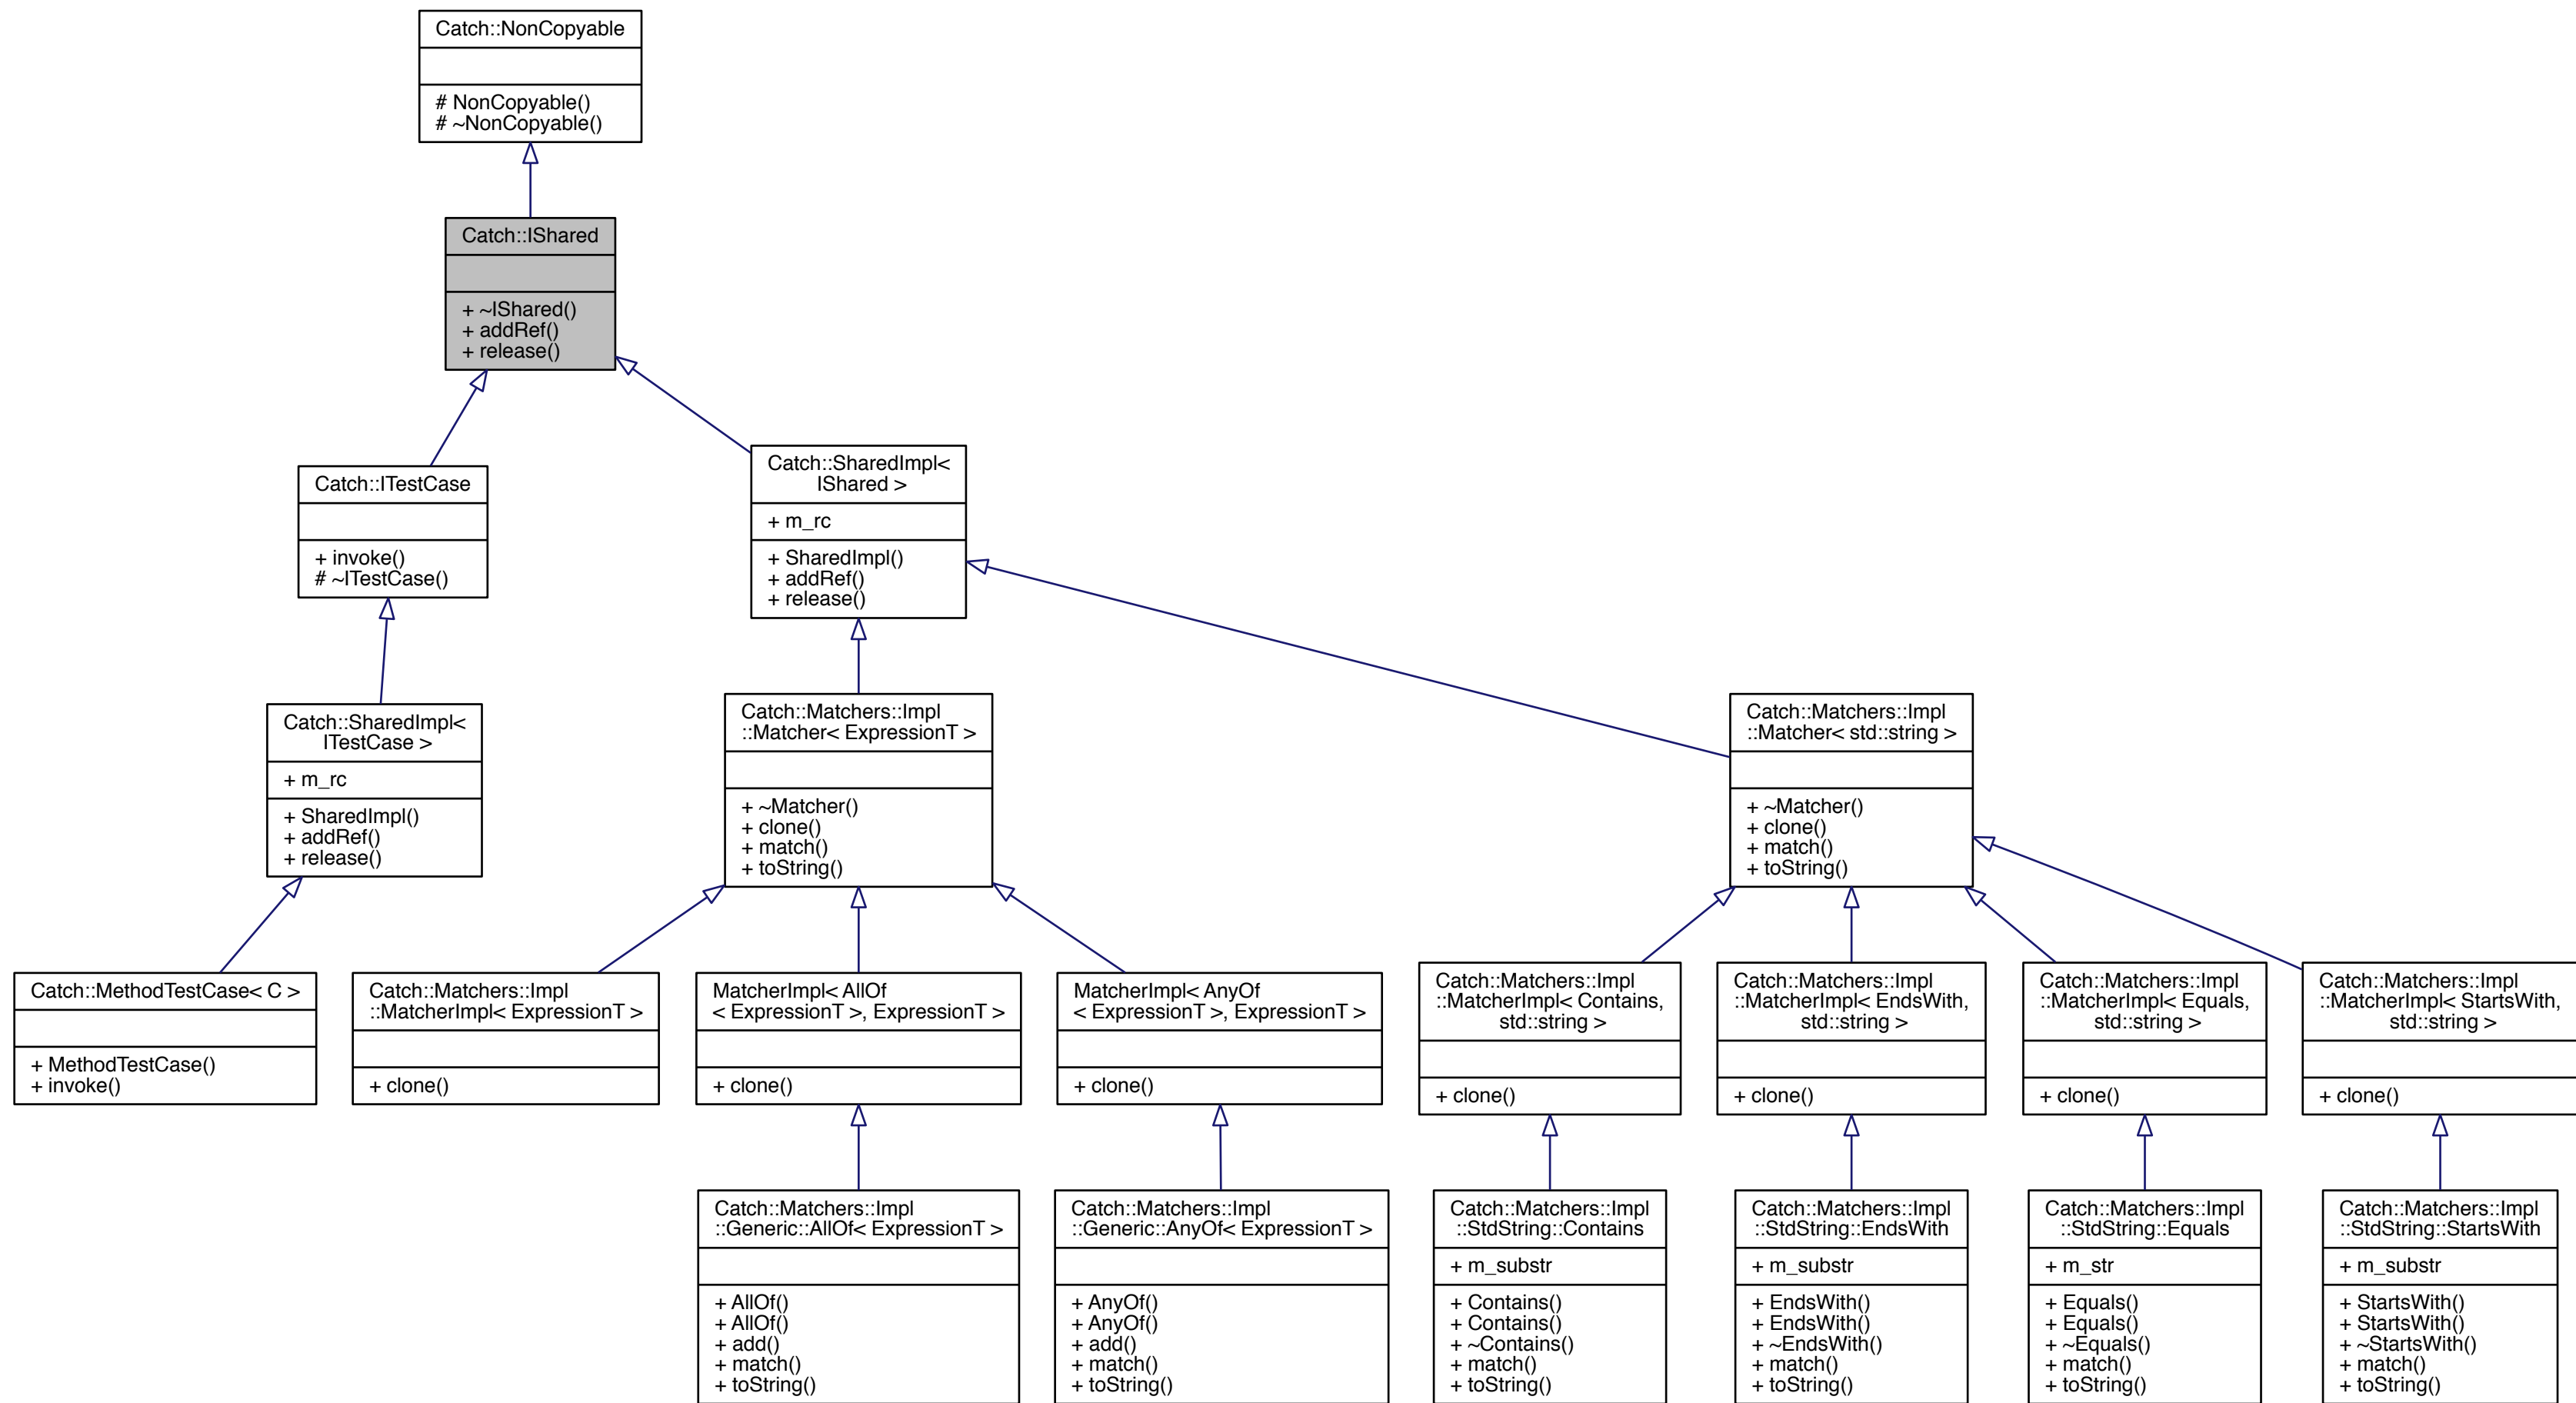 Catch::NonCopyable
# NonCopyable()
# ~NonCopyable()
Catch::IShared
+ ~IShared()
+ addRef()
+ release()
Catch::ITestCase
+ invoke()
# ~ITestCase()
Catch::SharedImpl<
IShared >
+ m_rc
+ SharedImpl()
+ addRef()
+ release()
Catch::SharedImpl<
ITestCase >
+ m_rc
+ SharedImpl()
+ addRef()
+ release()
Catch::Matchers::Impl
::Matcher< ExpressionT >
+ ~Matcher()
+ clone()
+ match()
+ toString()
Catch::Matchers::Impl
::Matcher< std::string >
+ ~Matcher()
+ clone()
+ match()
+ toString()
Catch::MethodTestCase< C >
+ MethodTestCase()
+ invoke()
Catch::Matchers::Impl
::MatcherImpl< ExpressionT >
+ clone()
MatcherImpl< AllOf
< ExpressionT >, ExpressionT >
+ clone()
MatcherImpl< AnyOf
< ExpressionT >, ExpressionT >
+ clone()
Catch::Matchers::Impl
::MatcherImpl< Contains,
std::string >
+ clone()
Catch::Matchers::Impl
::MatcherImpl< EndsWith,
std::string >
+ clone()
Catch::Matchers::Impl
::MatcherImpl< Equals,
std::string >
+ clone()
Catch::Matchers::Impl
::MatcherImpl< StartsWith,
std::string >
+ clone()
Catch::Matchers::Impl
::Generic::AllOf< ExpressionT >
+ AllOf()
+ AllOf()
+ add()
+ match()
+ toString()
Catch::Matchers::Impl
::Generic::AnyOf< ExpressionT >
+ AnyOf()
+ AnyOf()
+ add()
+ match()
+ toString()
Catch::Matchers::Impl
::StdString::Contains
+ m_substr
+ Contains()
+ Contains()
+ ~Contains()
+ match()
+ toString()
Catch::Matchers::Impl
::StdString::EndsWith
+ m_substr
+ EndsWith()
+ EndsWith()
+ ~EndsWith()
+ match()
+ toString()
Catch::Matchers::Impl
::StdString::Equals
+ m_str
+ Equals()
+ Equals()
+ ~Equals()
+ match()
+ toString()
Catch::Matchers::Impl
::StdString::StartsWith
+ m_substr
+ StartsWith()
+ StartsWith()
+ ~StartsWith()
+ match()
+ toString()